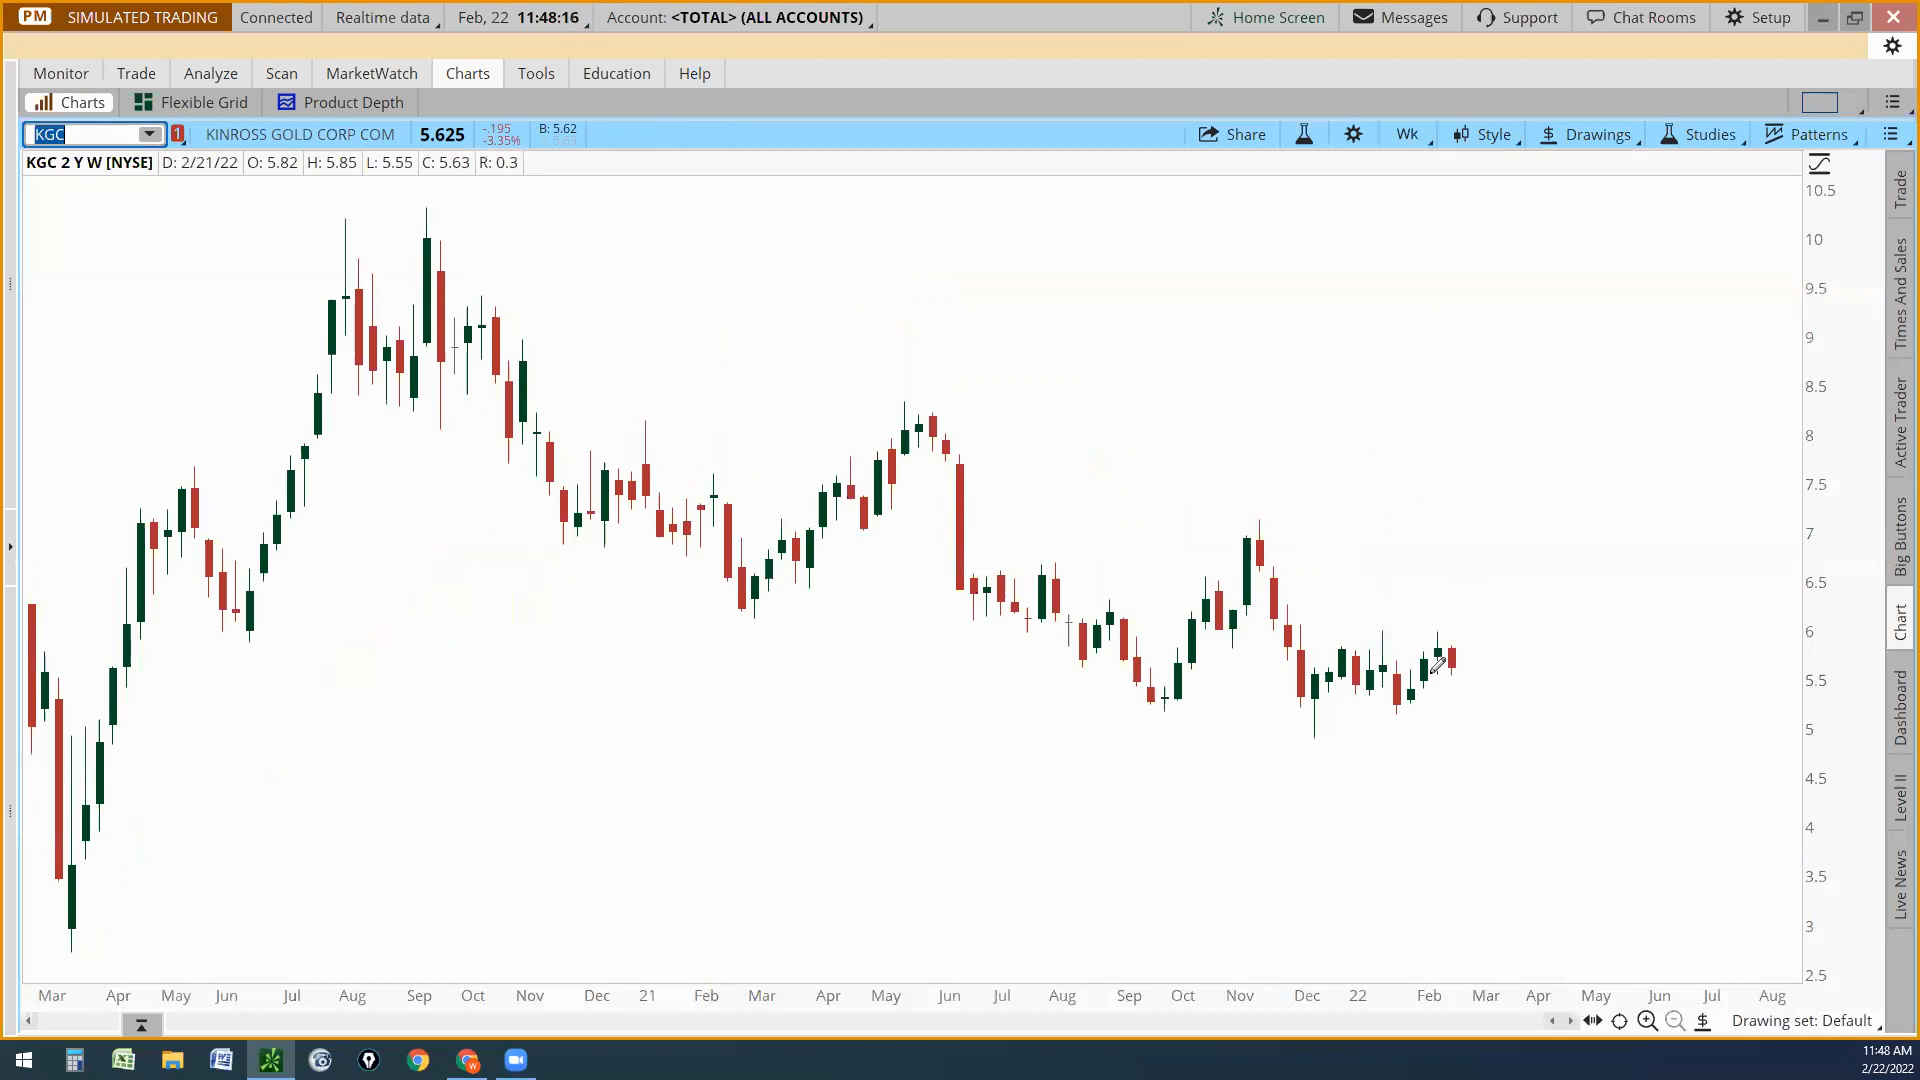 PM SIMULATED TRADING Connected Realtime data Feb, 22 11:48:16 Account: <TOTAL> (ALL ACCOUNTS) Home Screen Messages Support Chat Rooms Setup
Monitor Trade Analyze Scan MarketWatch Charts Tools Education Help
Charts Flexible Grid Product Depth
KGC 1 KINROSS GOLD CORP COM 5.625 -.195 -3.35% B: 5.62 S: 5.63 Share Wk Style Drawings Studies Patterns
KGC 2 Y W [NYSE] D: 2/21/22 O: 5.82 H: 5.85 L: 5.55 C: 5.63 R: 0.3
10.5
10
9.5
9
8.5
8
7.5
7
6.5
6
5.5
5
4.5
4
3.5
3
2.5
Trade
Times And Sales
Active Trader
Big Buttons
Chart
Dashboard
Level II
Live News
Mar Apr May Jun Jul Aug Sep Oct Nov Dec 21 Feb Mar Apr May Jun Jul Aug Sep Oct Nov Dec 22 Feb Mar Apr May Jun Jul Aug
Drawing set: Default
11:48 AM
2/22/2022